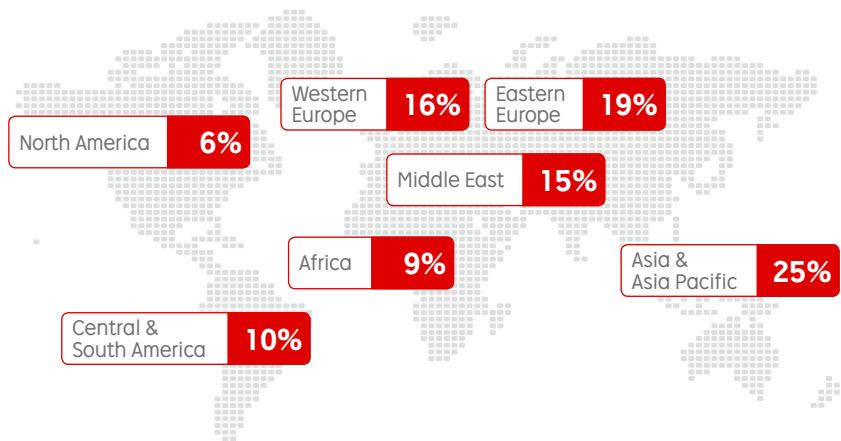 Western
Europe
16%
Eastern
Europe
19%
North America
6%
Middle East
15%
Africa
9%
Asia &
Asia Pacific
25%
Central &
South America
10%